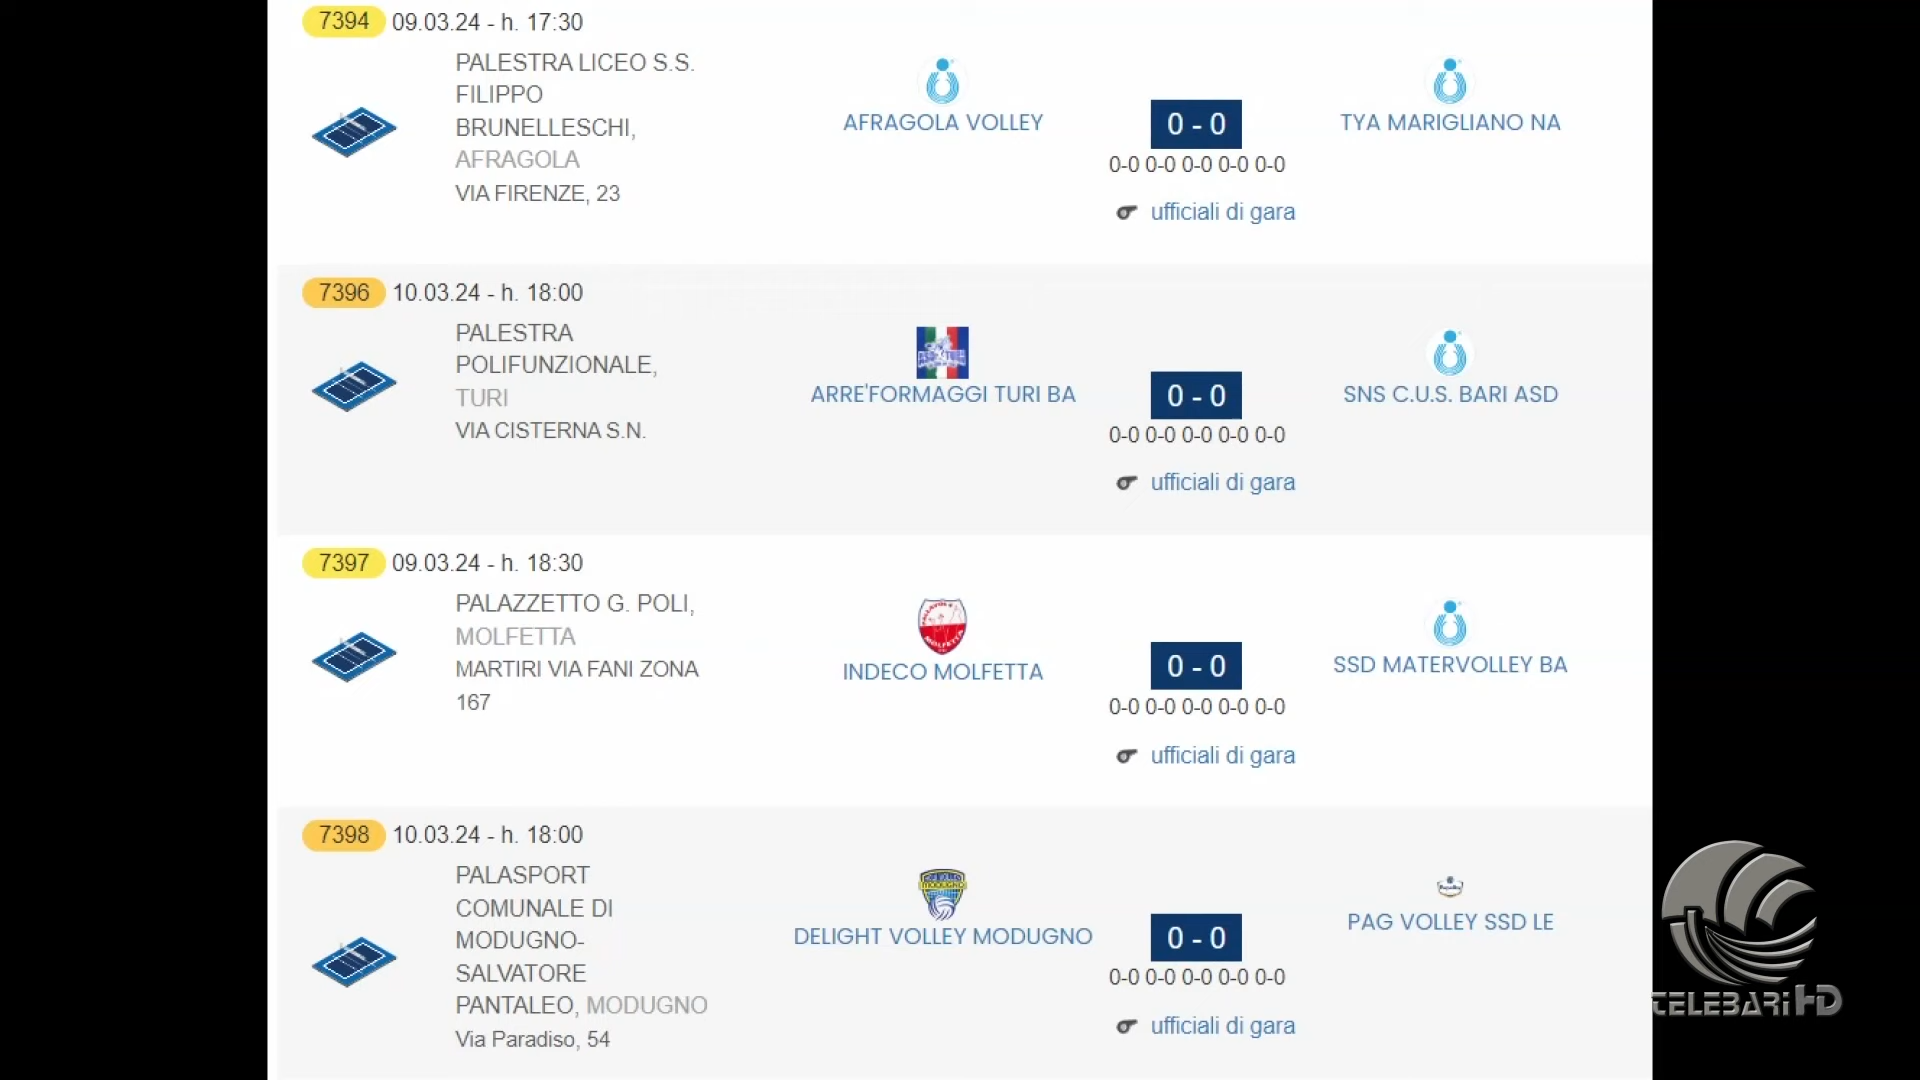 7394 09.03.24 - h. 17:30
PALESTRA LICEO S.S.
FILIPPO
BRUNELLESCHI,
AFRAGOLA
VIA FIRENZE, 23
AFRAGOLA VOLLEY
0 - 0
0-0 0-0 0-0 0-0 0-0
ufficiali di gara
TYA MARIGLIANO NA
7396 10.03.24 - h. 18:00
PALESTRA
POLIFUNZIONALE,
TURI
VIA CISTERNA S.N.
ARRE'FORMAGGI TURI BA
0 - 0
0-0 0-0 0-0 0-0 0-0
ufficiali di gara
SNS C.U.S. BARI ASD
7397 09.03.24 - h. 18:30
PALAZZETTO G. POLI,
MOLFETTA
MARTIRI VIA FANI ZONA
167
INDECO MOLFETTA
0 - 0
0-0 0-0 0-0 0-0 0-0
ufficiali di gara
SSD MATERVOLLEY BA
7398 10.03.24 - h. 18:00
PALASPORT
COMUNALE DI
MODUGNO-
SALVATORE
PANTALEO, MODUGNO
Via Paradiso, 54
MODUGNO
DELIGHT VOLLEY MODUGNO
0 - 0
0-0 0-0 0-0 0-0 0-0
ufficiali di gara
PAG VOLLEY SSD LE
TELEBARI HD